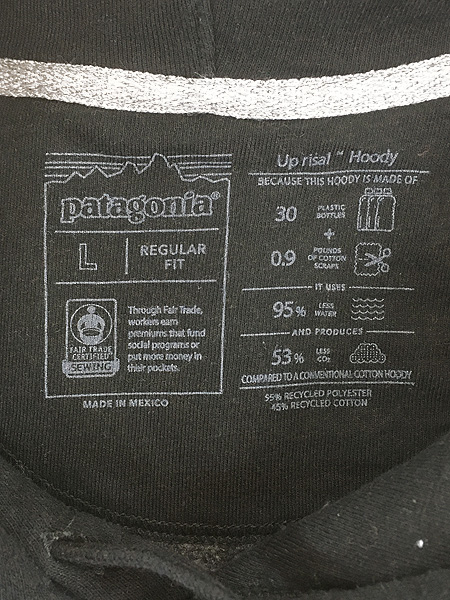 patagonia®
L
REGULAR
FIT
FAIR TRADE
CERTIFIED
SEWING
Through Fair Trade,
workers earn
premiums that fund
social programs or
put more money in
their pockets.
MADE IN MEXICO
Up risal™ Hoody
BECAUSE THIS HOODY IS MADE OF
30 PLASTIC
BOTTLES
+
0.9 POUNDS
OF COTTON
SCRAPS
IT USES
95% LESS
WATER
AND PRODUCES
53% LESS
CO₂
COMPARED TO A CONVENTIONAL COTTON HOODY
55% RECYCLED POLYESTER
45% RECYCLED COTTON